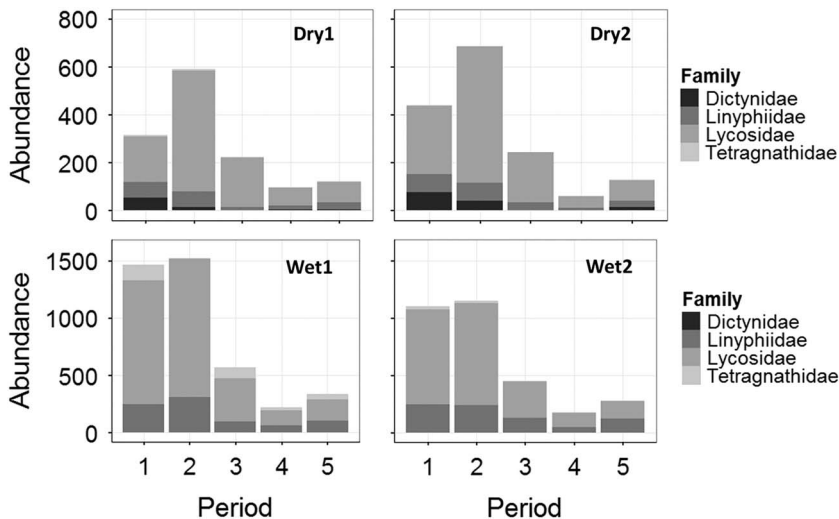 Dry1
Dry2
Abundance
800
600
400
200
0
Family
Dictynidae
Linyphiidae
Lycosidae
Tetragnathidae
Wet1
Wet2
Abundance
1500
1000
500
0
Family
Dictynidae
Linyphiidae
Lycosidae
Tetragnathidae
1 2 3 4 5
1 2 3 4 5
Period
Period